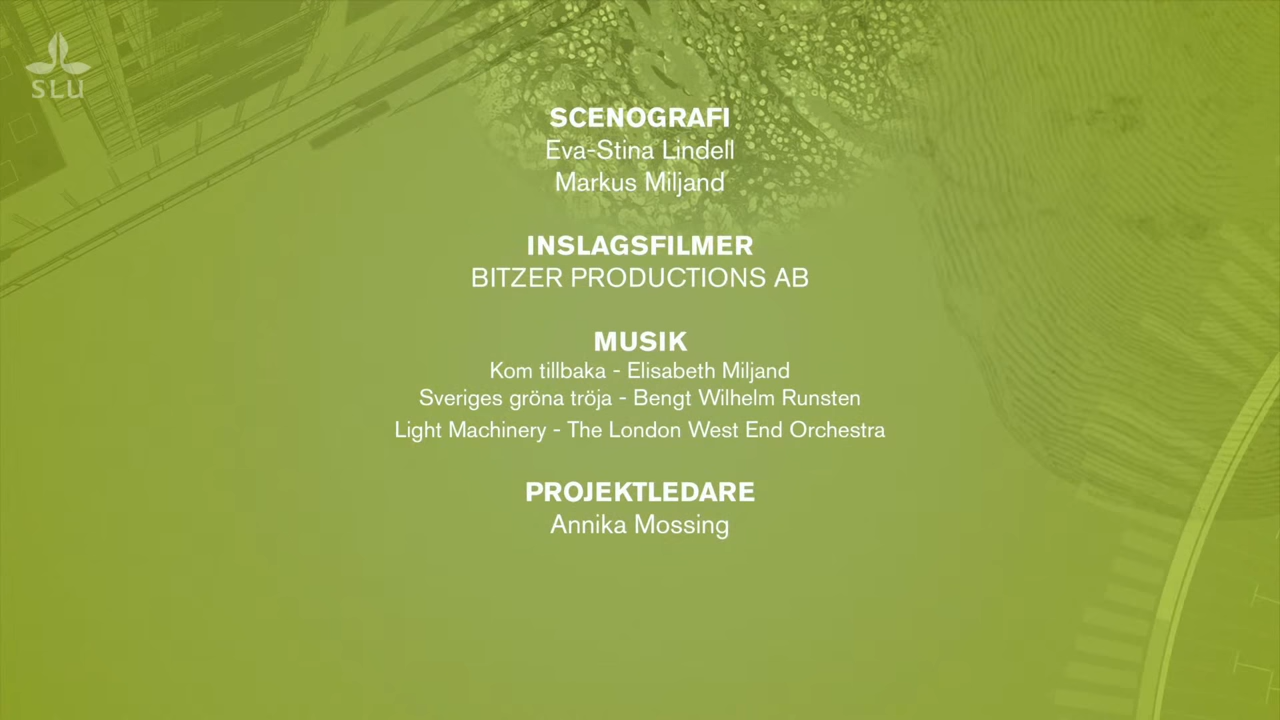 SLU
SCENOGRAFI
Eva-Stina Lindell
Markus Miljand
INSLAGSFILMER
BITZER PRODUCTIONS AB
MUSIK
Kom tillbaka - Elisabeth Miljand
Sveriges gröna tröja - Bengt Wilhelm Runsten
Light Machinery - The London West End Orchestra
PROJEKTLEDARE
Annika Mossing